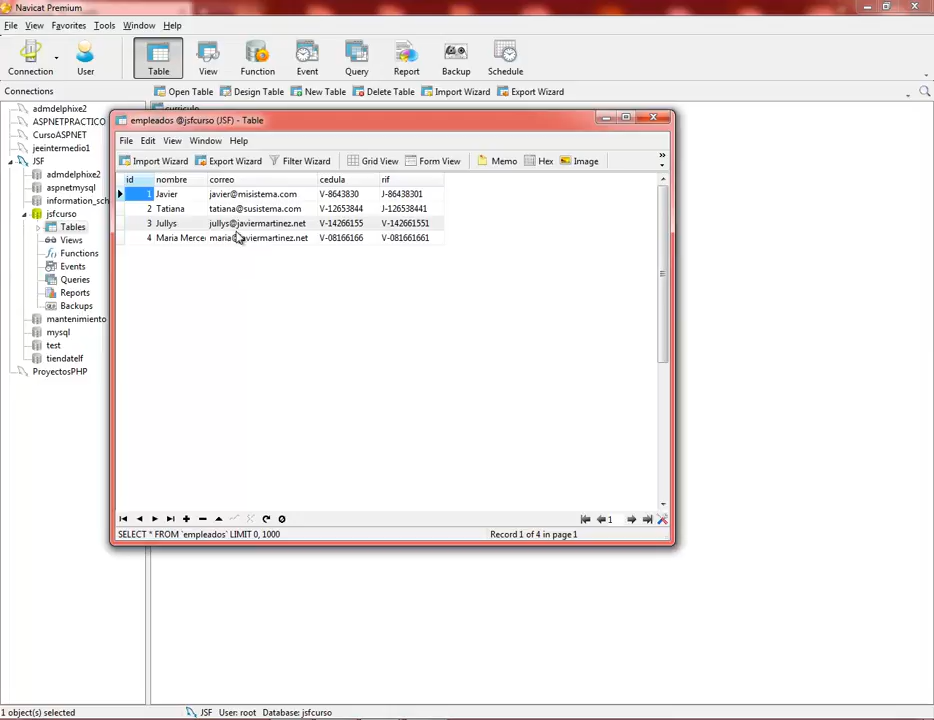 Navicat Premium
File View Favorites Tools Window Help
Connection User Table View Function Event Query Report Backup Schedule
Connections Open Table Design Table New Table Delete Table Import Wizard Export Wizard
admdelphixe2
ASPNETPRACTICO
CursoASPNET
jeeintermedio1
JSF
admdelphixe2
aspnetmysql
information_sch
jsfcurso
Tables
Views
Functions
Events
Queries
Reports
Backups
mantenimiento
mysql
test
tiendatelf
ProyectosPHP
empleados @jsfcurso (JSF) - Table
File Edit View Window Help
Import Wizard Export Wizard Filter Wizard Grid View Form View Memo Hex Image
id nombre correo cedula rif
1 Javier javier@misistema.com V-8643830 J-86438301
2 Tatiana tatiana@susistema.com V-12653844 J-126538441
3 Jullys jullys@javiermartinez.net V-14266155 V-142661551
4 Maria Merce V-08166166 V-081661661
1
SELECT * FROM `empleados` LIMIT 0, 1000 Record 1 of 4 in page 1
1 object(s) selected JSF User: root Database: jsfcurso